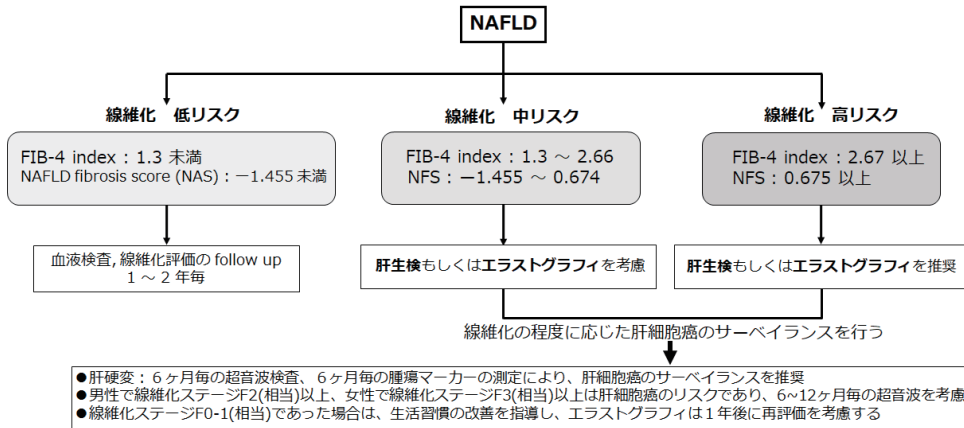 NAFLD
線維化 低リスク
FIB-4 index : 1.3 未満
NAFLD fibrosis score (NAS) : －1.455 未満
血液検査, 線維化評価の follow up
1 ～ 2 年毎
線維化 中リスク
FIB-4 index : 1.3 ～ 2.66
NFS : －1.455 ～ 0.674
肝生検もしくはエラストグラフィを考慮
線維化 高リスク
FIB-4 index : 2.67 以上
NFS : 0.675 以上
肝生検もしくはエラストグラフィを推奨
線維化の程度に応じた肝細胞癌のサーベイランスを行う
●肝硬変：６ヶ月毎の超音波検査、６ヶ月毎の腫瘍マーカーの測定により、肝細胞癌のサーベイランスを推奨
●男性で線維化ステージF2(相当)以上、女性で線維化ステージF3(相当)以上は肝細胞癌のリスクであり、6~12ヶ月毎の超音波を考慮
●線維化ステージF0-1(相当)であった場合は、生活習慣の改善を指導し、エラストグラフィは１年後に再評価を考慮する